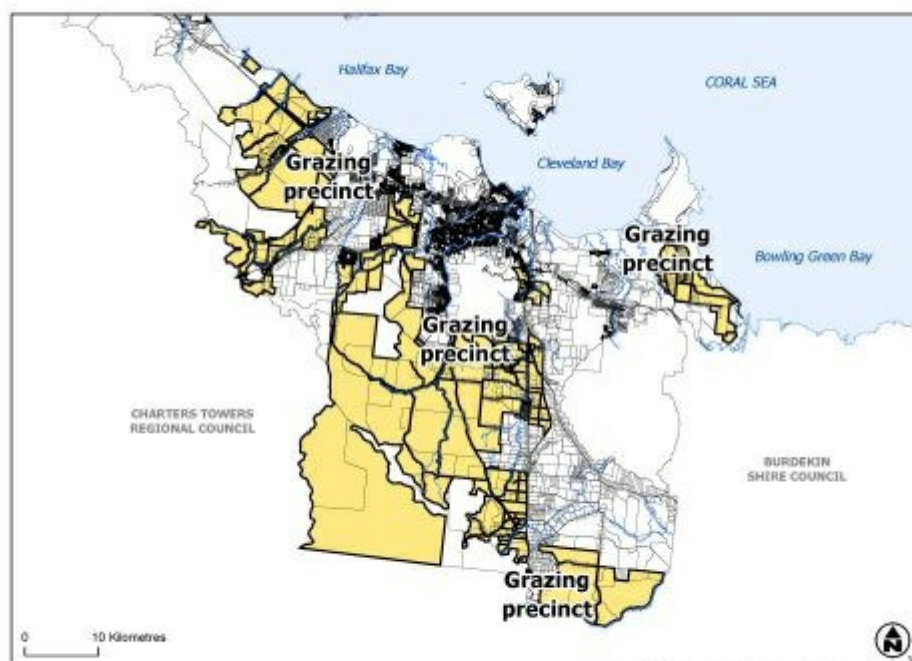 Halifax Bay
CORAL SEA
Grazing
precinct
Cleveland Bay
Grazing
precinct
Bowling Green Bay
Grazing
precinct
CHARTERS TOWERS
REGIONAL COUNCIL
BURDEKIN
SHIRE COUNCIL
Grazing
precinct
0 10 Kilometres
N